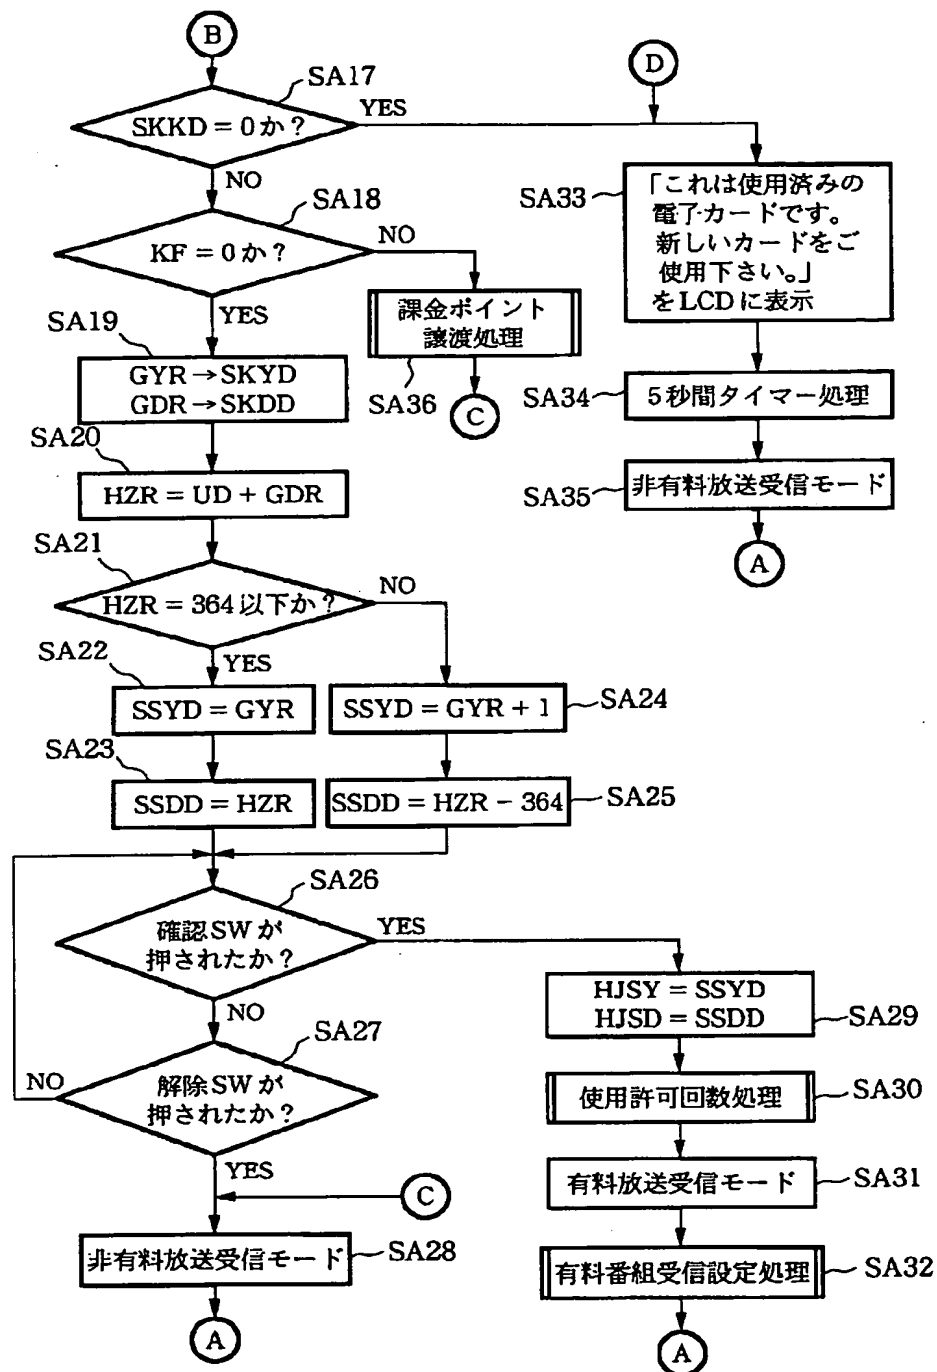 B
SA17
D
SKKD = 0か?
YES
NO
SA18
KF = 0か?
NO
YES
SA33
「これは使用済みの
電子カードです。
新しいカードをご
使用下さい。」
をLCDに表示
課金ポイント
譲渡処理
SA36
C
SA19
GYR → SKYD
GDR → SKDD
SA34
5秒間タイマー処理
SA20
HZR = UD + GDR
SA35
非有料放送受信モード
A
SA21
HZR = 364以下か?
NO
YES
SA22
SSYD = GYR
SSYD = GYR + 1
SA24
SA23
SSDD = HZR
SSDD = HZR - 364
SA25
SA26
確認SWが
押されたか?
YES
NO
SA27
解除SWが
押されたか?
NO
YES
C
非有料放送受信モード
SA28
A
HJSY = SSYD
HJSD = SSDD
SA29
使用許可回数処理
SA30
有料放送受信モード
SA31
有料番組受信設定処理
SA32
A